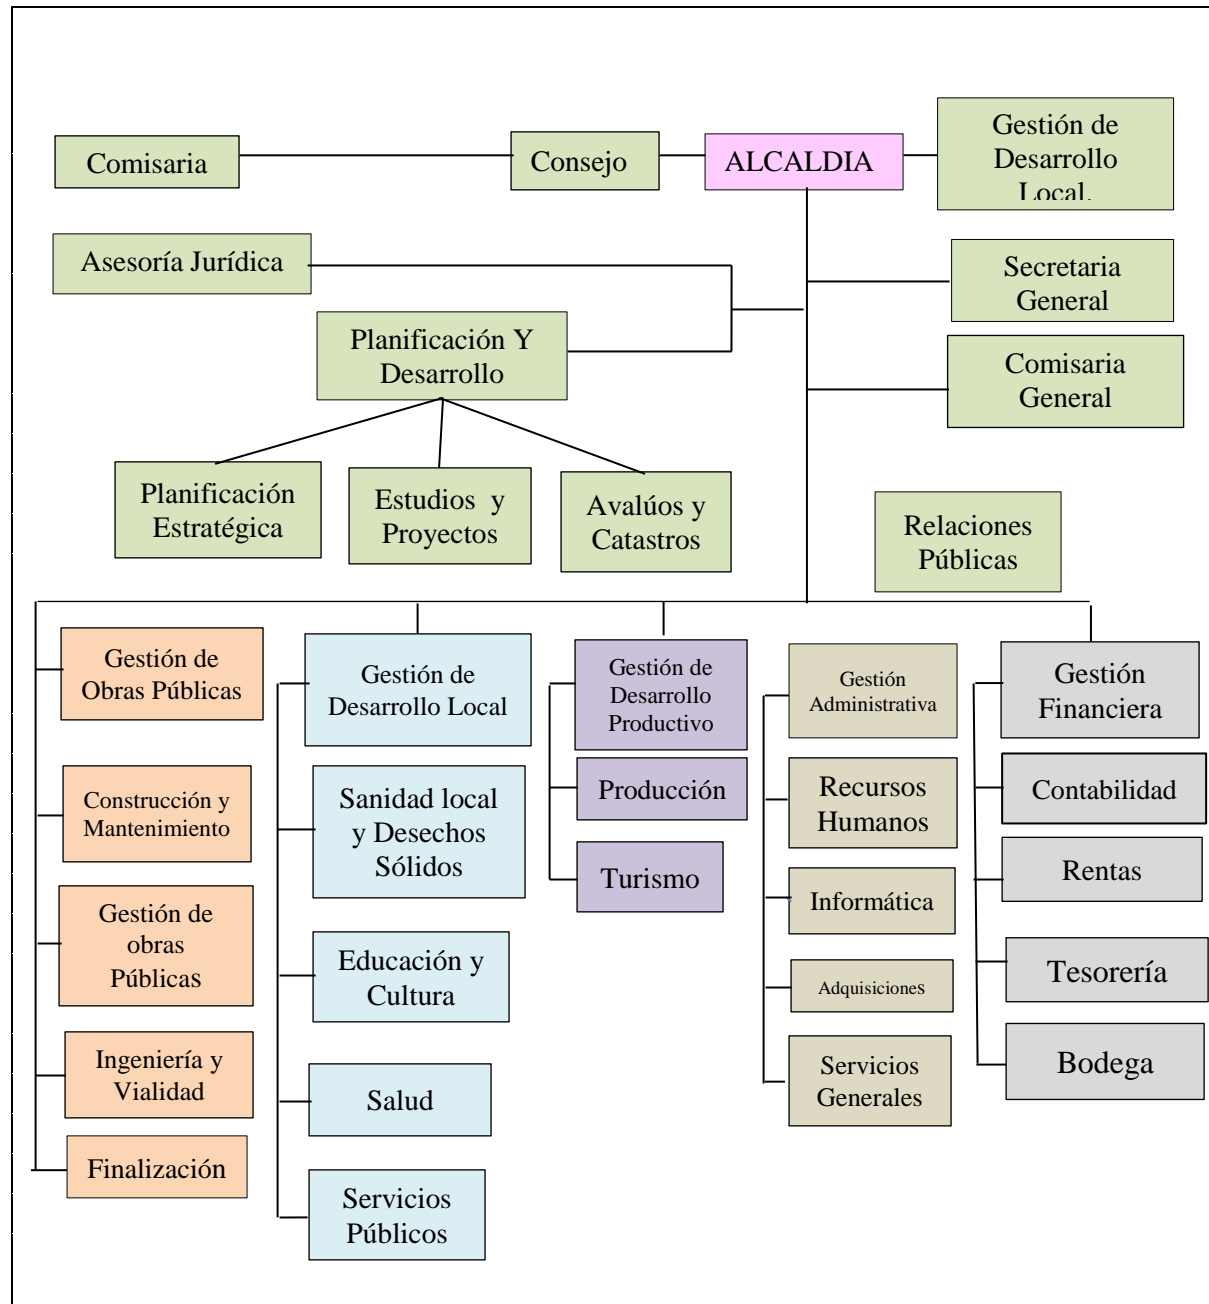 Comisaria
Consejo
ALCALDIA
Gestión de
Desarrollo
Local.
Asesoría Jurídica
Secretaria
General
Planificación Y
Desarrollo
Comisaria
General
Planificación
Estratégica
Estudios y
Proyectos
Avalúos y
Catastros
Relaciones
Públicas
Gestión de
Obras Públicas
Construcción y
Mantenimiento
Gestión de
obras
Públicas
Ingeniería y
Vialidad
Finalización
Gestión de
Desarrollo Local
Sanidad local
y Desechos
Sólidos
Educación y
Cultura
Salud
Servicios
Públicos
Gestión de
Desarrollo
Productivo
Producción
Turismo
Gestión
Administrativa
Recursos
Humanos
Informática
Adquisiciones
Servicios
Generales
Gestión
Financiera
Contabilidad
Rentas
Tesorería
Bodega